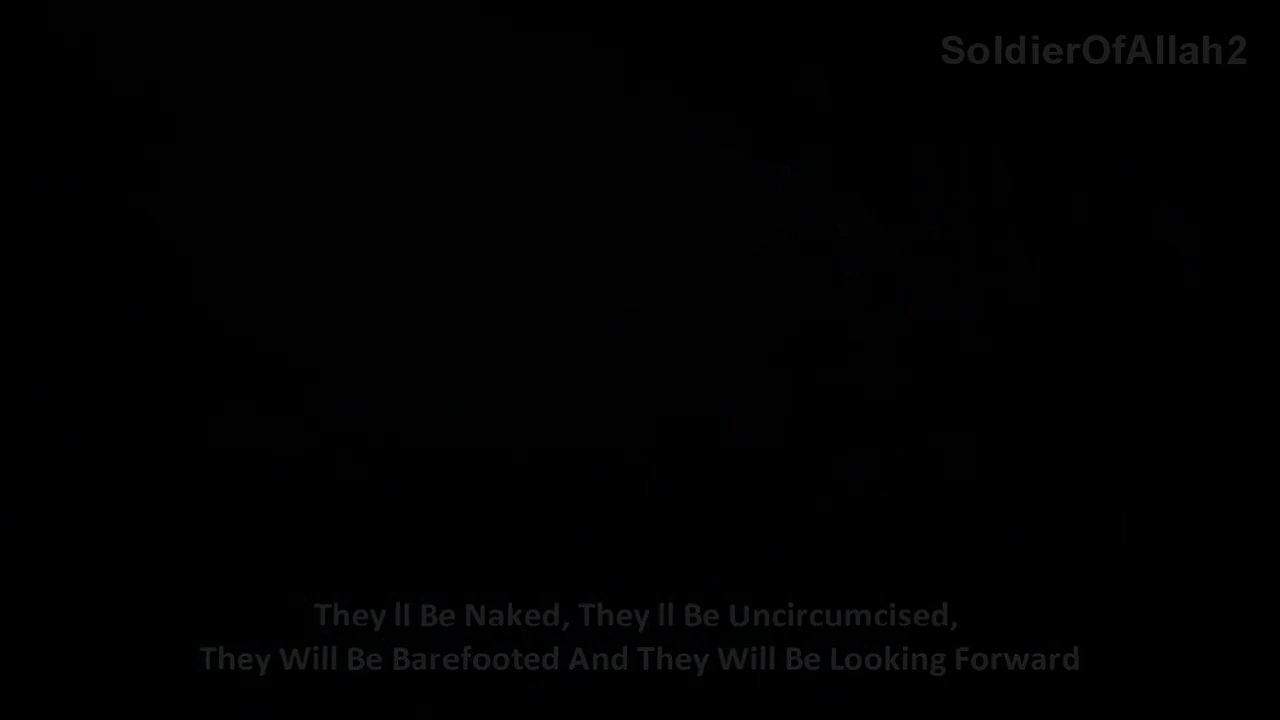 SoldierOfAllah2
They ll Be Naked, They ll Be Uncircumcised,
They Will Be Barefooted And They Will Be Looking Forward